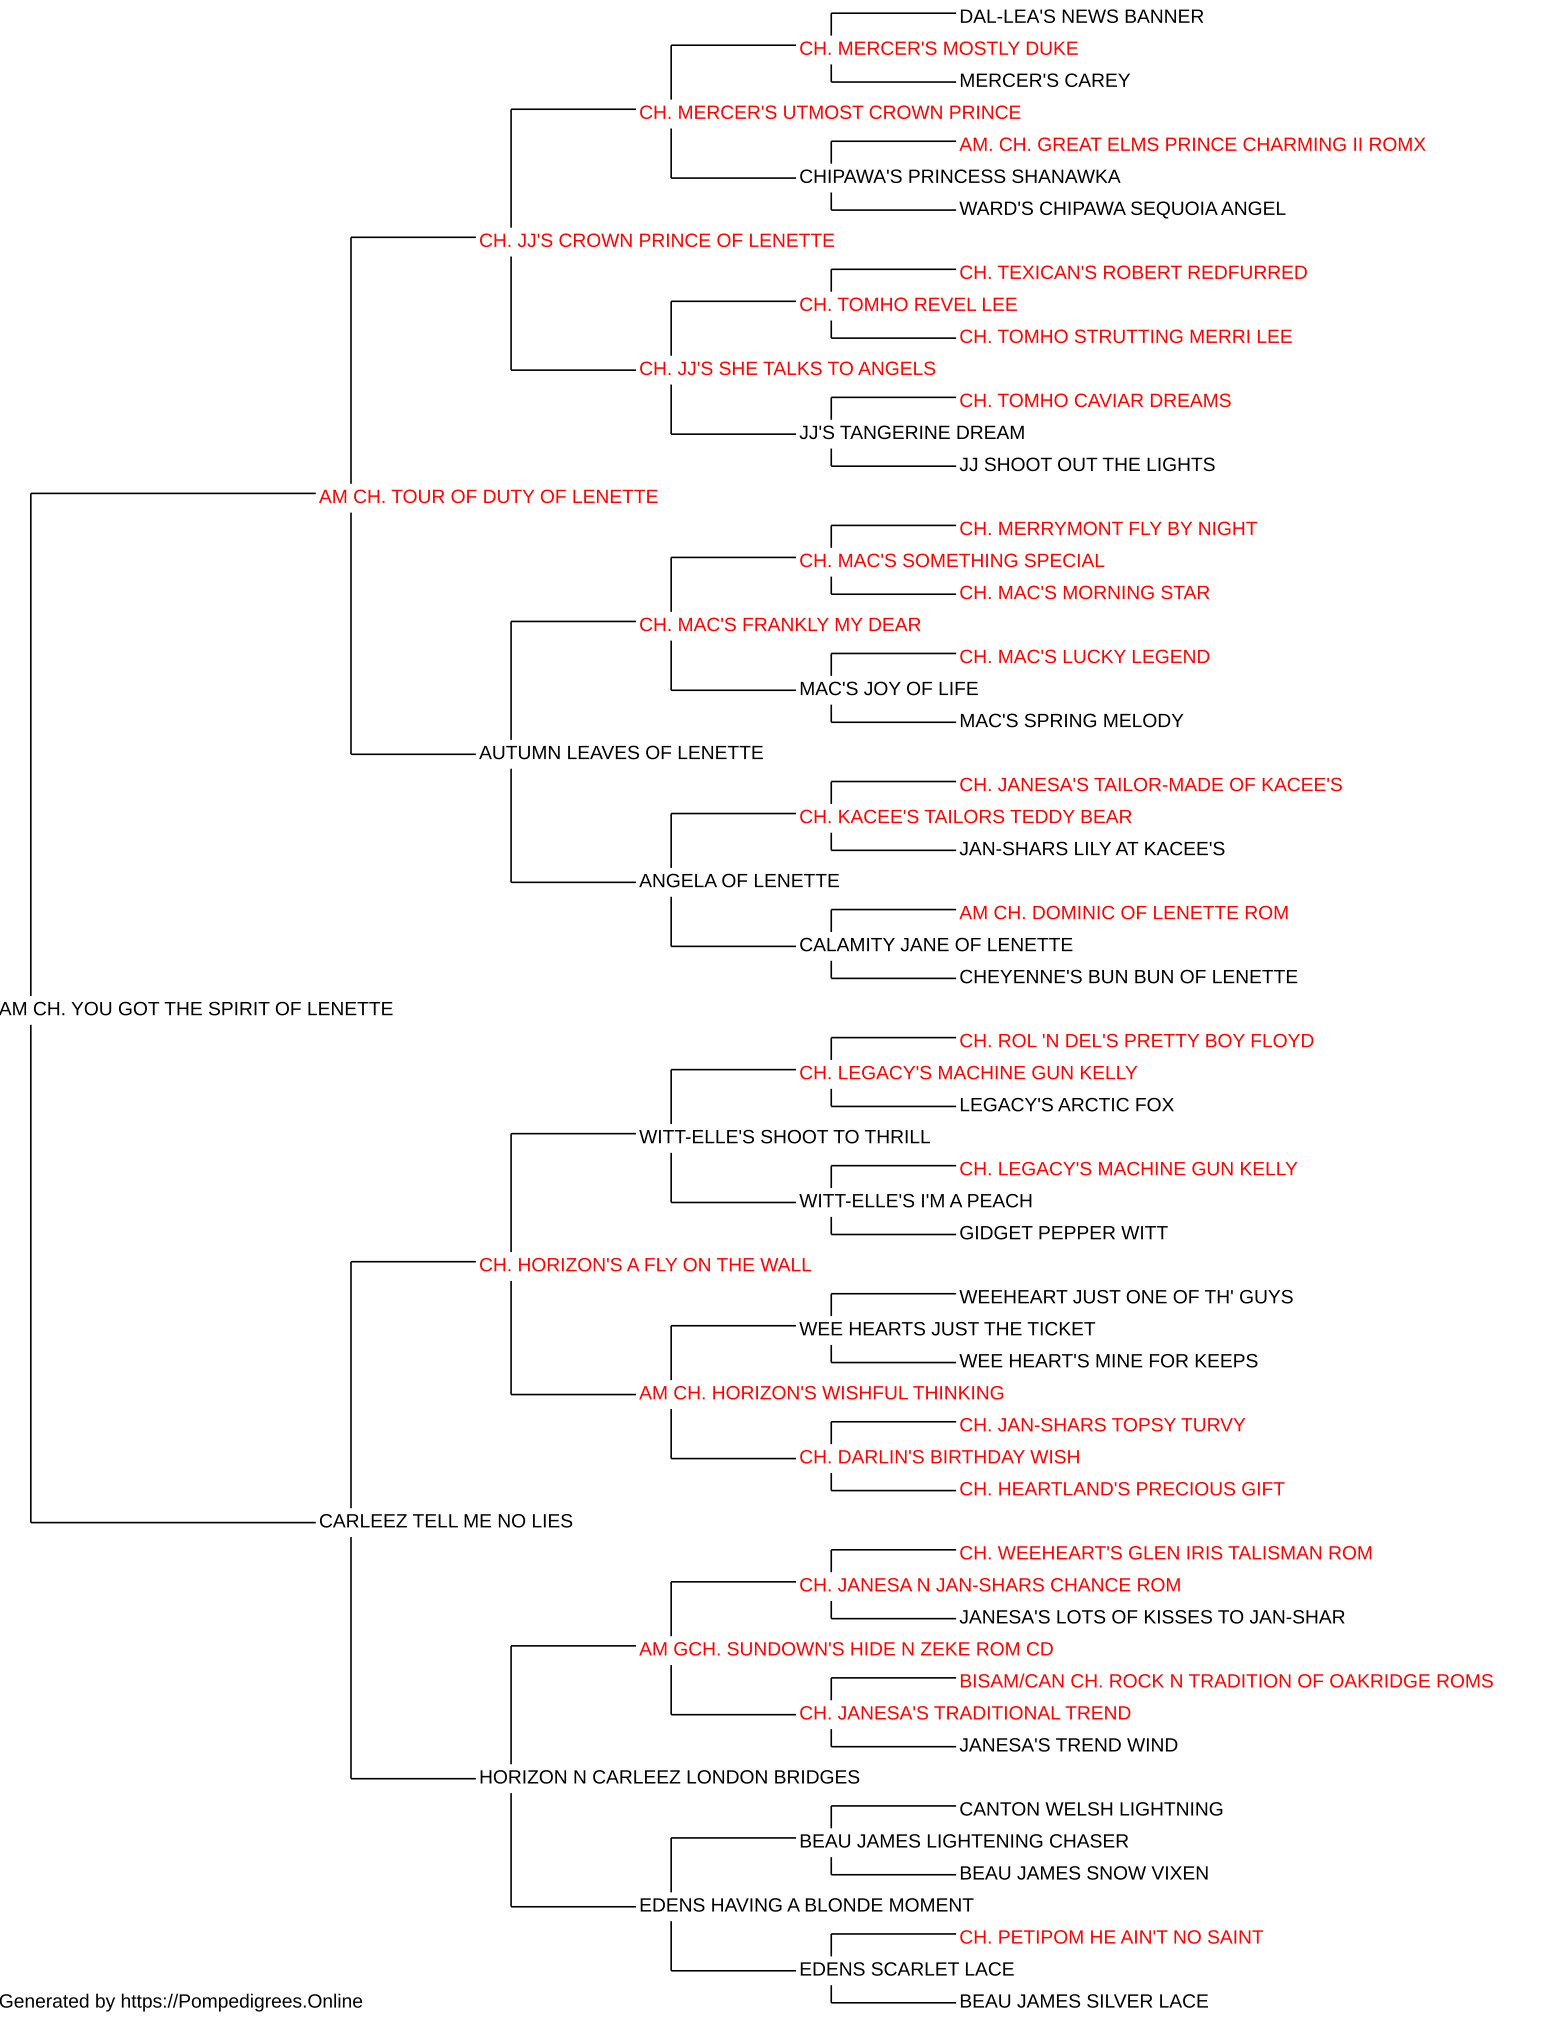 DAL-LEA'S NEWS BANNER
CH. MERCER'S MOSTLY DUKE
MERCER'S CAREY
CH. MERCER'S UTMOST CROWN PRINCE
AM. CH. GREAT ELMS PRINCE CHARMING II ROMX
CHIPAWA'S PRINCESS SHANAWKA
WARD'S CHIPAWA SEQUOIA ANGEL
CH. JJ'S CROWN PRINCE OF LENETTE
CH. TEXICAN'S ROBERT REDFURRED
CH. TOMHO REVEL LEE
CH. TOMHO STRUTTING MERRI LEE
CH. JJ'S SHE TALKS TO ANGELS
CH. TOMHO CAVIAR DREAMS
JJ'S TANGERINE DREAM
JJ SHOOT OUT THE LIGHTS
AM CH. TOUR OF DUTY OF LENETTE
CH. MERRYMONT FLY BY NIGHT
CH. MAC'S SOMETHING SPECIAL
CH. MAC'S MORNING STAR
CH. MAC'S FRANKLY MY DEAR
CH. MAC'S LUCKY LEGEND
MAC'S JOY OF LIFE
MAC'S SPRING MELODY
AUTUMN LEAVES OF LENETTE
CH. JANESA'S TAILOR-MADE OF KACEE'S
CH. KACEE'S TAILORS TEDDY BEAR
JAN-SHARS LILY AT KACEE'S
ANGELA OF LENETTE
AM CH. DOMINIC OF LENETTE ROM
CALAMITY JANE OF LENETTE
CHEYENNE'S BUN BUN OF LENETTE
AM CH. YOU GOT THE SPIRIT OF LENETTE
CH. ROL 'N DEL'S PRETTY BOY FLOYD
CH. LEGACY'S MACHINE GUN KELLY
LEGACY'S ARCTIC FOX
WITT-ELLE'S SHOOT TO THRILL
CH. LEGACY'S MACHINE GUN KELLY
WITT-ELLE'S I'M A PEACH
GIDGET PEPPER WITT
CH. HORIZON'S A FLY ON THE WALL
WEEHEART JUST ONE OF TH' GUYS
WEE HEARTS JUST THE TICKET
WEE HEART'S MINE FOR KEEPS
AM CH. HORIZON'S WISHFUL THINKING
CH. JAN-SHARS TOPSY TURVY
CH. DARLIN'S BIRTHDAY WISH
CH. HEARTLAND'S PRECIOUS GIFT
CARLEEZ TELL ME NO LIES
CH. WEEHEART'S GLEN IRIS TALISMAN ROM
CH. JANESA N JAN-SHARS CHANCE ROM
JANESA'S LOTS OF KISSES TO JAN-SHAR
AM GCH. SUNDOWN'S HIDE N ZEKE ROM CD
BISAM/CAN CH. ROCK N TRADITION OF OAKRIDGE ROMS
CH. JANESA'S TRADITIONAL TREND
JANESA'S TREND WIND
HORIZON N CARLEEZ LONDON BRIDGES
CANTON WELSH LIGHTNING
BEAU JAMES LIGHTENING CHASER
BEAU JAMES SNOW VIXEN
EDENS HAVING A BLONDE MOMENT
CH. PETIPOM HE AIN'T NO SAINT
EDENS SCARLET LACE
BEAU JAMES SILVER LACE
Generated by https://Pompedigrees.Online